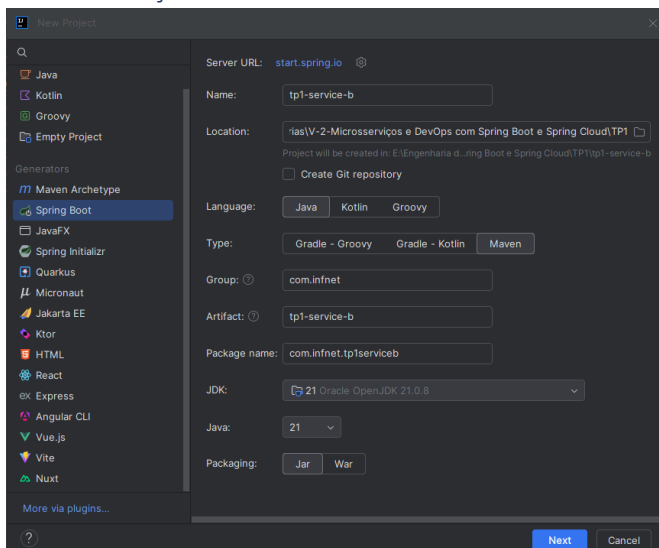 New Project
Java
Kotlin
Groovy
Empty Project
Generators
Maven Archetype
Spring Boot
JavaFX
Spring Initializr
Quarkus
Micronaut
Jakarta EE
Ktor
HTML
React
Express
Angular CLI
Vue.js
Vite
Nuxt
More via plugins...
Server URL: start.spring.io
Name: tp1-service-b
Location: rias\V-2-Microsserviços e DevOps com Spring Boot e Spring Cloud\TP1
Project will be created in: E:\Engenharia d...ring Boot e Spring Cloud\TP1\tp1-service-b
Create Git repository
Language: Java Kotlin Groovy
Type: Gradle - Groovy Gradle - Kotlin Maven
Group: com.infnet
Artifact: tp1-service-b
Package name: com.infnet.tp1serviceb
JDK: 21 Oracle OpenJDK 21.0.8
Java: 21
Packaging: Jar War
Next Cancel